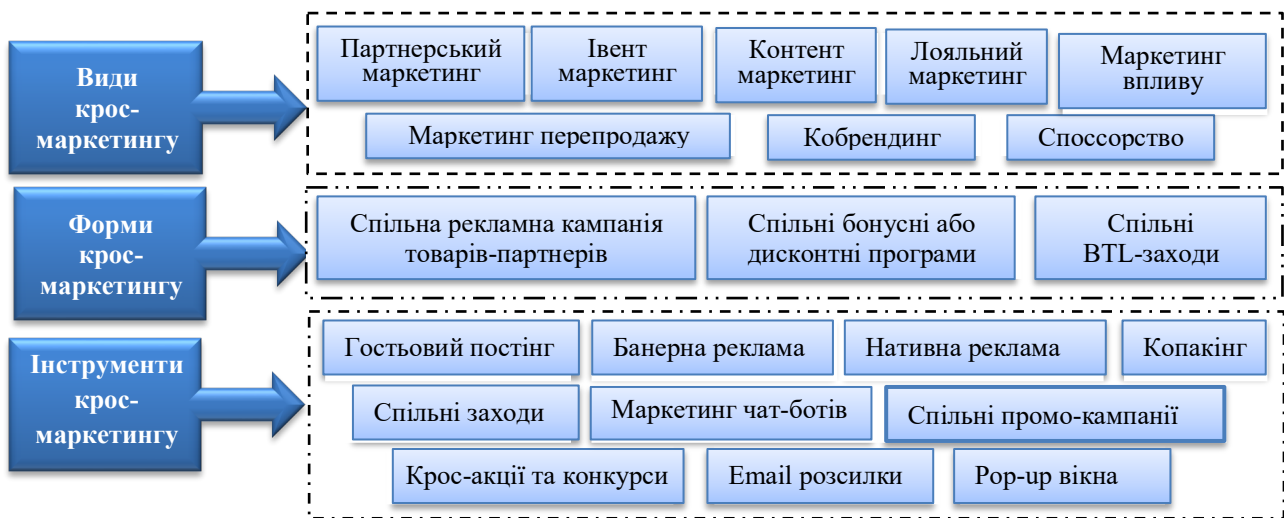 Види
крос-
маркетингу
Партнерський
маркетинг
Івент
маркетинг
Контент
маркетинг
Лояльний
маркетинг
Маркетинг
впливу
Маркетинг перепродажу
Кобрендинг
Споссорство
Форми
крос-
маркетингу
Спільна рекламна кампанія
товарів-партнерів
Спільні бонусні або
дисконтні програми
Спільні
BTL-заходи
Інструменти
крос-
маркетингу
Гостьовий постінг
Банерна реклама
Нативна реклама
Копакінг
Спільні заходи
Маркетинг чат-ботів
Спільні промо-кампанії
Крос-акції та конкурси
Email розсилки
Pop-up вікна